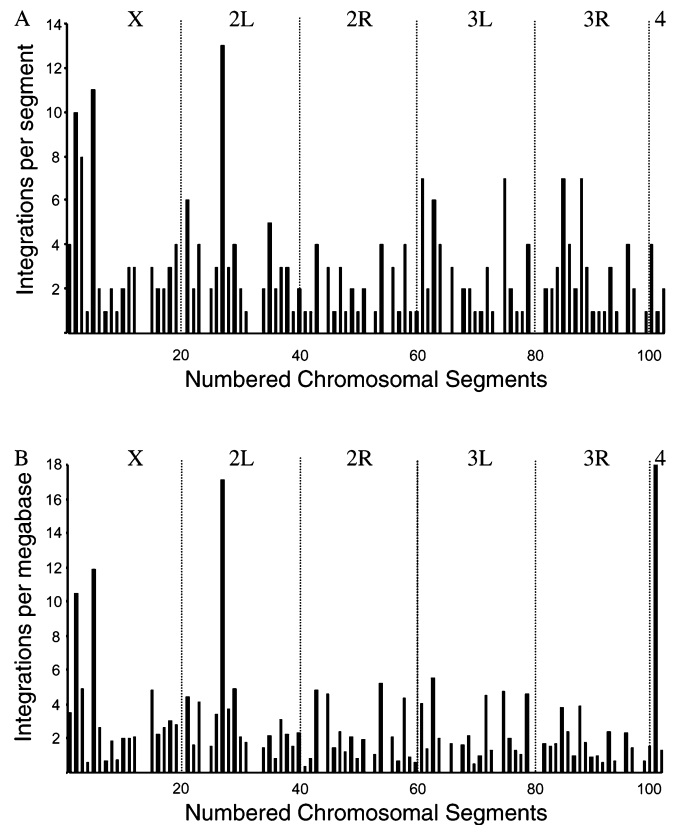 A X 2L 2R 3L 3R 4
14
12
10
8
6
4
2
Integrations per segment
20 40 60 80 100
Numbered Chromosomal Segments
B X 2L 2R 3L 3R 4
18
16
14
12
10
8
6
4
2
Integrations per megabase
20 40 60 80 100
Numbered Chromosomal Segments